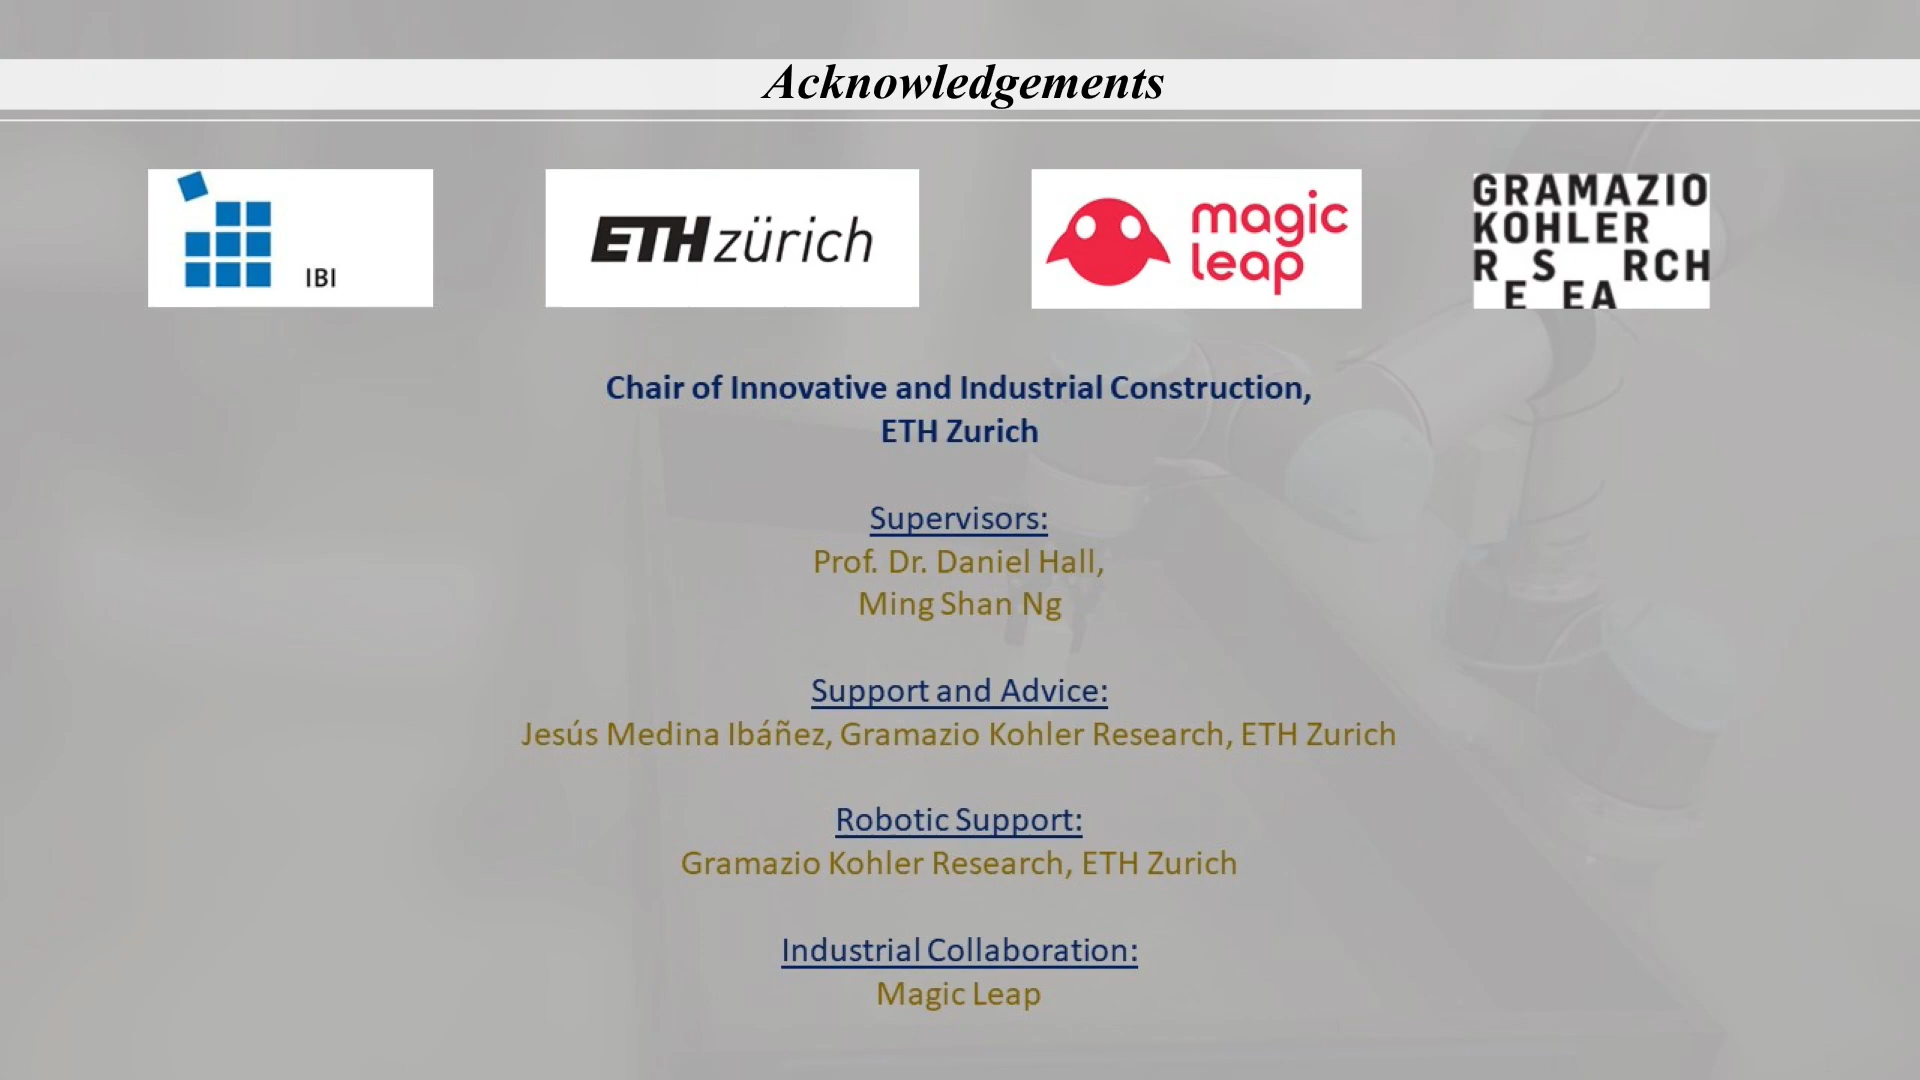 Acknowledgements
IBI
ETH zürich
magic
leap
GRAMAZIO
KOHLER
RESEARCH
Chair of Innovative and Industrial Construction,
ETH Zurich
Supervisors:
Prof. Dr. Daniel Hall,
Ming Shan Ng
Support and Advice:
Jesús Medina Ibáñez, Gramazio Kohler Research, ETH Zurich
Robotic Support:
Gramazio Kohler Research, ETH Zurich
Industrial Collaboration:
Magic Leap